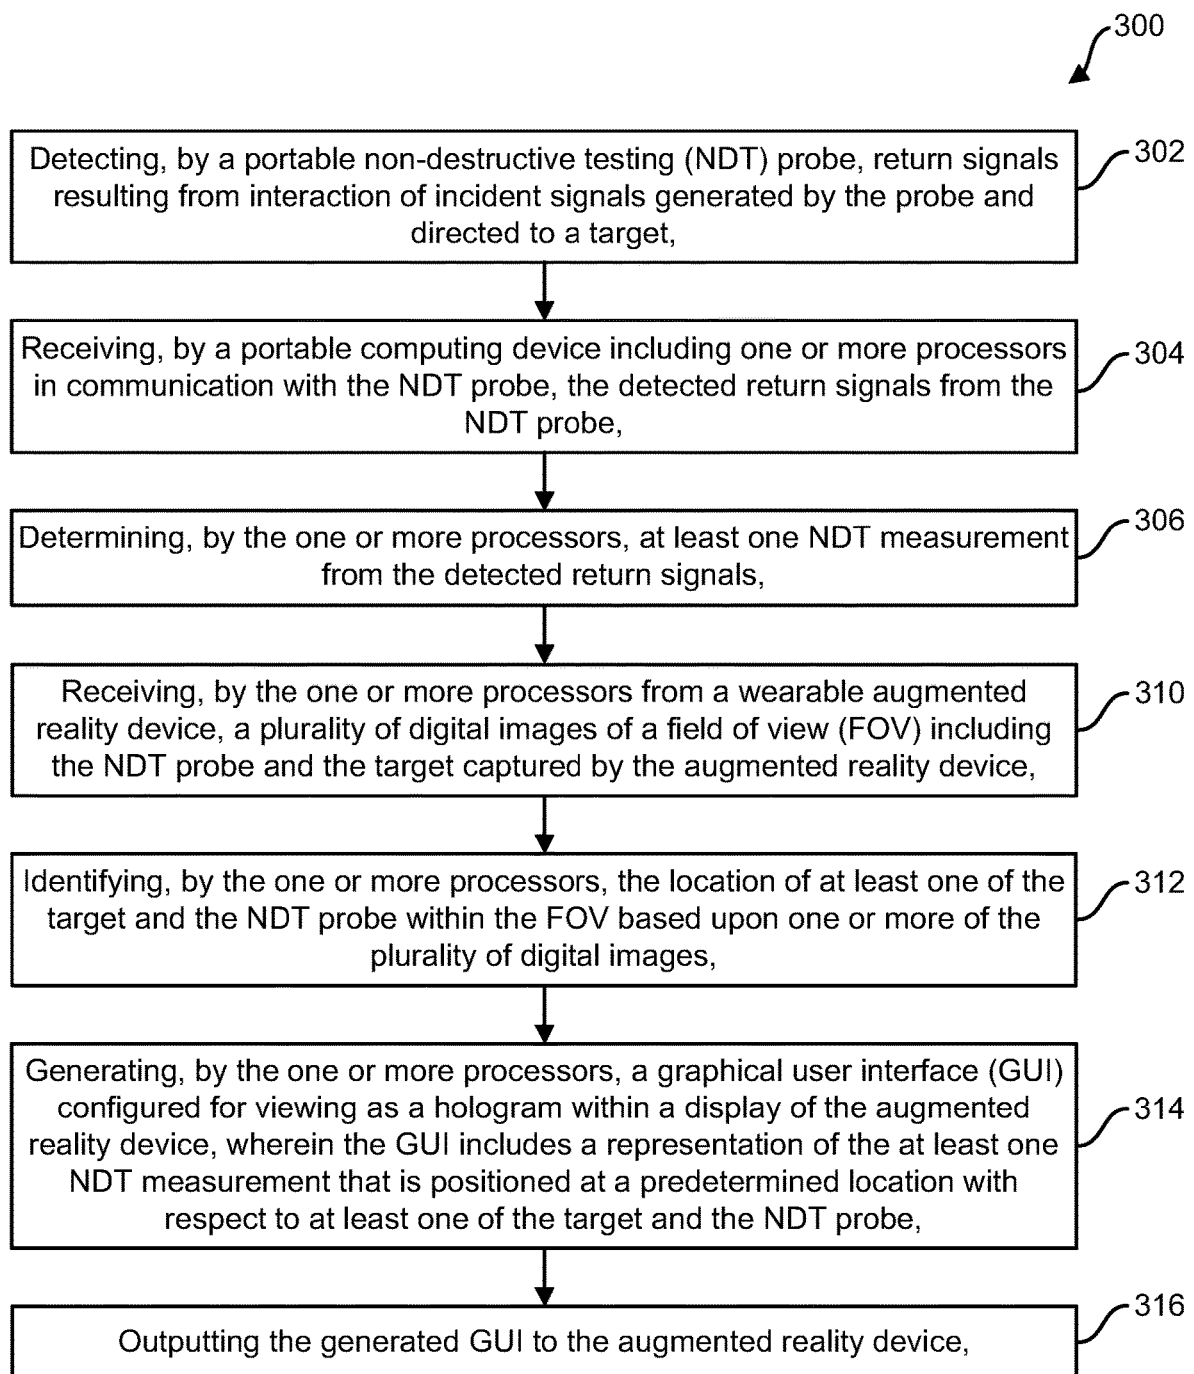 300
Detecting, by a portable non-destructive testing (NDT) probe, return signals
resulting from interaction of incident signals generated by the probe and
directed to a target,
302
Receiving, by a portable computing device including one or more processors
in communication with the NDT probe, the detected return signals from the
NDT probe,
304
Determining, by the one or more processors, at least one NDT measurement
from the detected return signals,
306
Receiving, by the one or more processors from a wearable augmented
reality device, a plurality of digital images of a field of view (FOV) including
the NDT probe and the target captured by the augmented reality device,
310
Identifying, by the one or more processors, the location of at least one of the
target and the NDT probe within the FOV based upon one or more of the
plurality of digital images,
312
Generating, by the one or more processors, a graphical user interface (GUI)
configured for viewing as a hologram within a display of the augmented
reality device, wherein the GUI includes a representation of the at least one
NDT measurement that is positioned at a predetermined location with
respect to at least one of the target and the NDT probe,
314
Outputting the generated GUI to the augmented reality device,
316